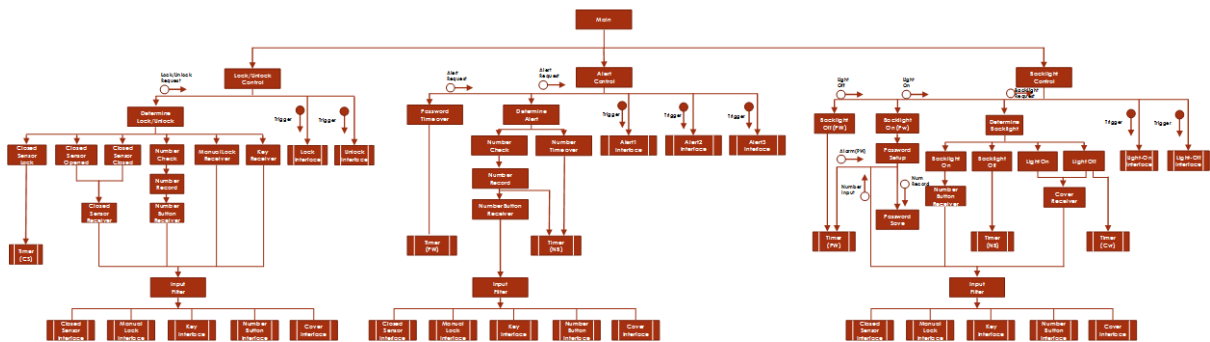 Main
Lock/Unlock
Request
Lock/Unlock
Control
Determine
Lock/Unlock
Trigger
Trigger
Closed
Sensor
Lock
Closed
Sensor
Opened
Closed
Sensor
Closed
Number
Check
Manual Lock
Receiver
Key
Receiver
Lock
Interface
Unlock
Interface
Number
Record
Closed
Sensor
Receiver
Number
Button
Receiver
Timer
(CS)
Input
Filter
Closed
Sensor
Interface
Manual
Lock
Interface
Key
Interface
Number
Button
Interface
Cover
Interface
Alert
Request
Alert
Request
Alert
Control
Password
Timeover
Determine
Alert
Trigger
Trigger
Trigger
Number
Check
Number
Timeover
Alert1
Interface
Alert2
Interface
Alert3
Interface
Number
Record
Number Button
Receiver
Timer
(PW)
Timer
(NB)
Input
Filter
Closed
Sensor
Interface
Manual
Lock
Interface
Key
Interface
Number
Button
Interface
Cover
Interface
Light
Off
Light
On
Backlight
Request
Backlight
Control
Backlight
Off (PW)
Backlight
On (Pw)
Determine
Backlight
Trigger
Trigger
Alarm(PW)
Password
Setup
Backlight
On
Backlight
Off
Light On
Light Off
Light-On
Interface
Light-Off
Interface
Number
Input
Num
Record
Number
Button
Receiver
Cover
Receiver
Password
Save
Timer
(PW)
Timer
(NB)
Timer
(Cv)
Input
Filter
Closed
Sensor
Interface
Manual
Lock
Interface
Key
Interface
Number
Button
Interface
Cover
Interface